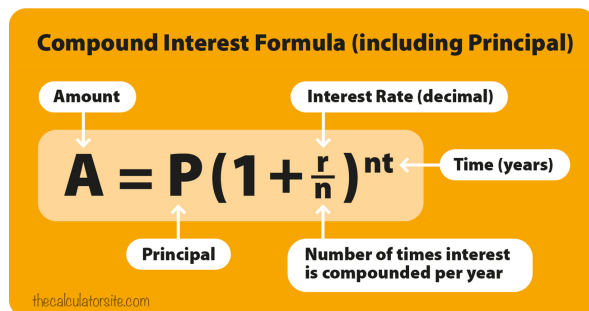 Compound Interest Formula (including Principal)
Amount
Interest Rate (decimal)
A = P(1 + r/n)^nt
Time (years)
Principal
Number of times interest
is compounded per year
thecalculatorsite.com